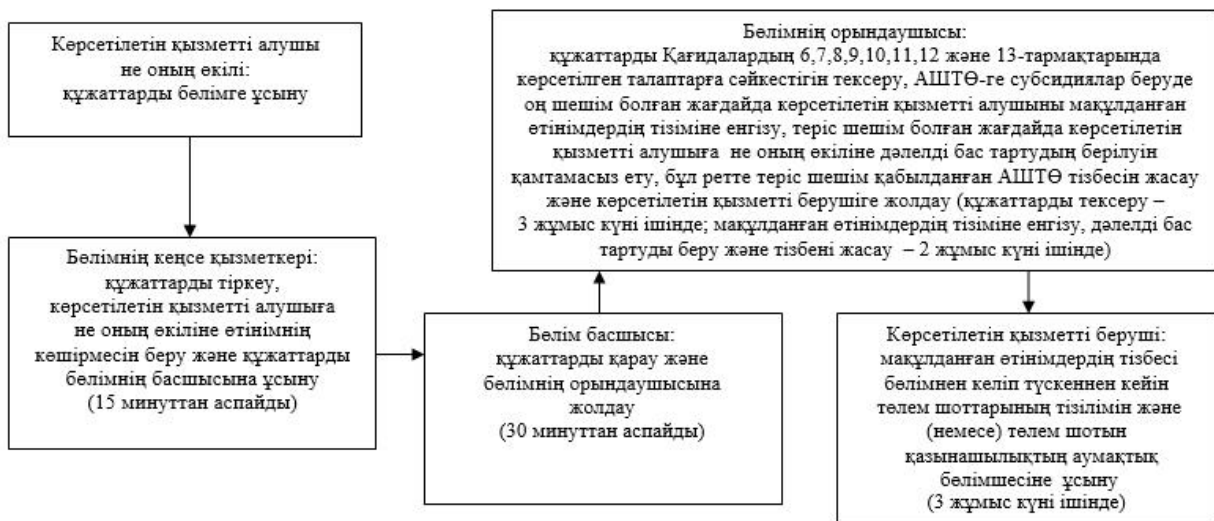 Көрсетілетін қызметті алушы
не оның өкілі:
құжаттарды бөлімге ұсыну
Бөлімнің кеңсе қызметкері:
құжаттарды тіркеу,
көрсетілетін қызметті алушыға
не оның өкіліне өтінімнің
көшірмесін беру және құжаттарды
бөлімнің басшысына ұсыну
(15 минуттан аспайды)
Бөлім басшысы:
құжаттарды қарау және
бөлімнің орындаушысына
жолдау
(30 минуттан аспайды)
Бөлімнің орындаушысы:
құжаттарды Қағидалардың 6,7,8,9,10,11,12 және 13-тармақтарында
көрсетілген талаптарға сәйкестігін тексеру, АШТӨ-ге субсидиялар беруде
оң шешім болған жағдайда көрсетілетін қызметті алушыны мақұлданған
өтінімдердің тізіміне енгізу, теріс шешім болған жағдайда көрсетілетін
қызметті алушыға не оның өкіліне дәлелді бас тартудың берілуін
қамтамасыз ету, бұл ретте теріс шешім қабылданған АШТӨ тізбесін жасау
және көрсетілетін қызметті берушіге жолдау (құжаттарды тексеру –
3 жұмыс күні ішінде; мақұлданған өтінімдердің тізіміне енгізу, дәлелді бас
тартуды беру және тізбені жасау – 2 жұмыс күні ішінде)
Көрсетілетін қызметті беруші:
мақұлданған өтінімдердің тізбесі
бөлімнен келіп түскеннен кейін
төлем шоттарының тізілімін және
(немесе) төлем шотын
қазынашылықтың аумақтық
бөлімшесіне ұсыну
(3 жұмыс күні ішінде)